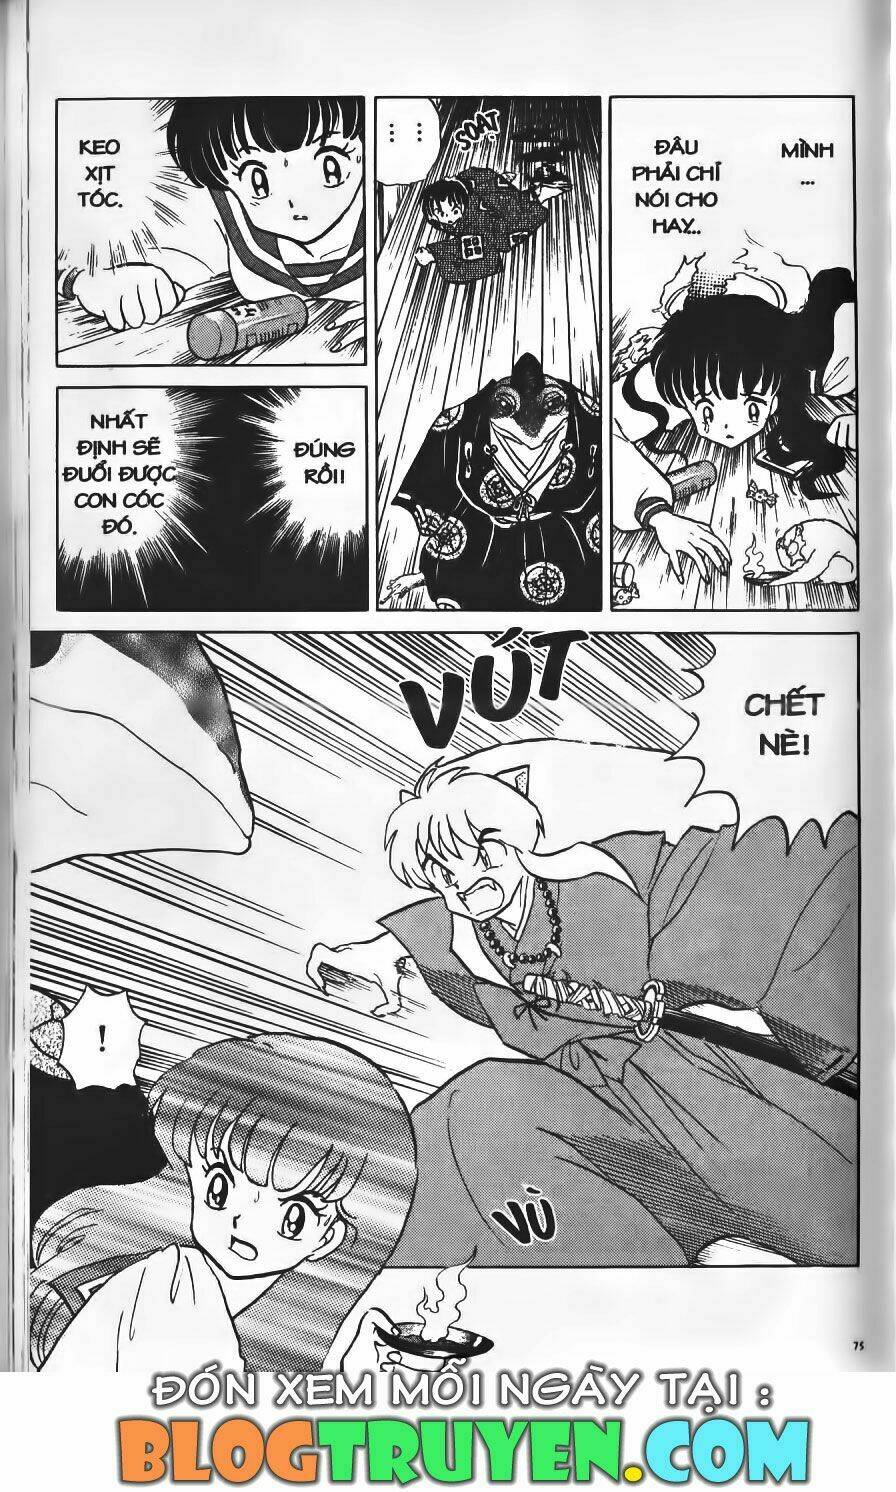 MÌNH
...
ĐÂU
PHẢI CHỈ
NÓI CHO
HAY...
... ...
SOẠT
KEO
XỊT
TÓC.
ĐÚNG
RỒI!
NHẤT
ĐỊNH SẼ
ĐUỔI ĐƯỢC
CON CÓC
ĐÓ.
CHẾT
NÈ!
VÚT
!
VÙ
75
ĐÓN XEM MỖI NGÀY TẠI :
BLOGTRUYEN.COM